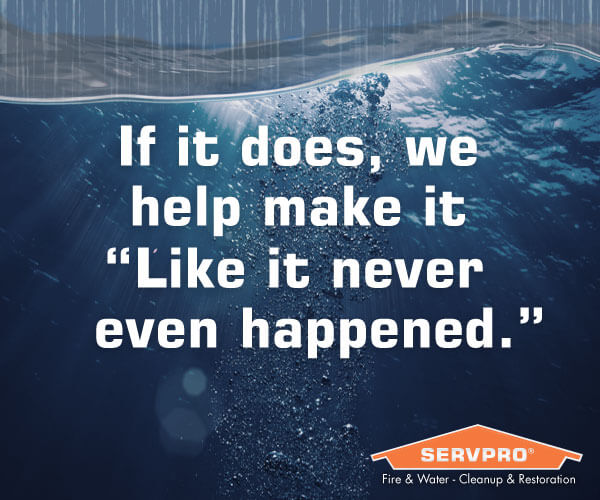 If it does, we
help make it
“Like it never
even happened.”
SERVPRO®
Fire & Water - Cleanup & Restoration